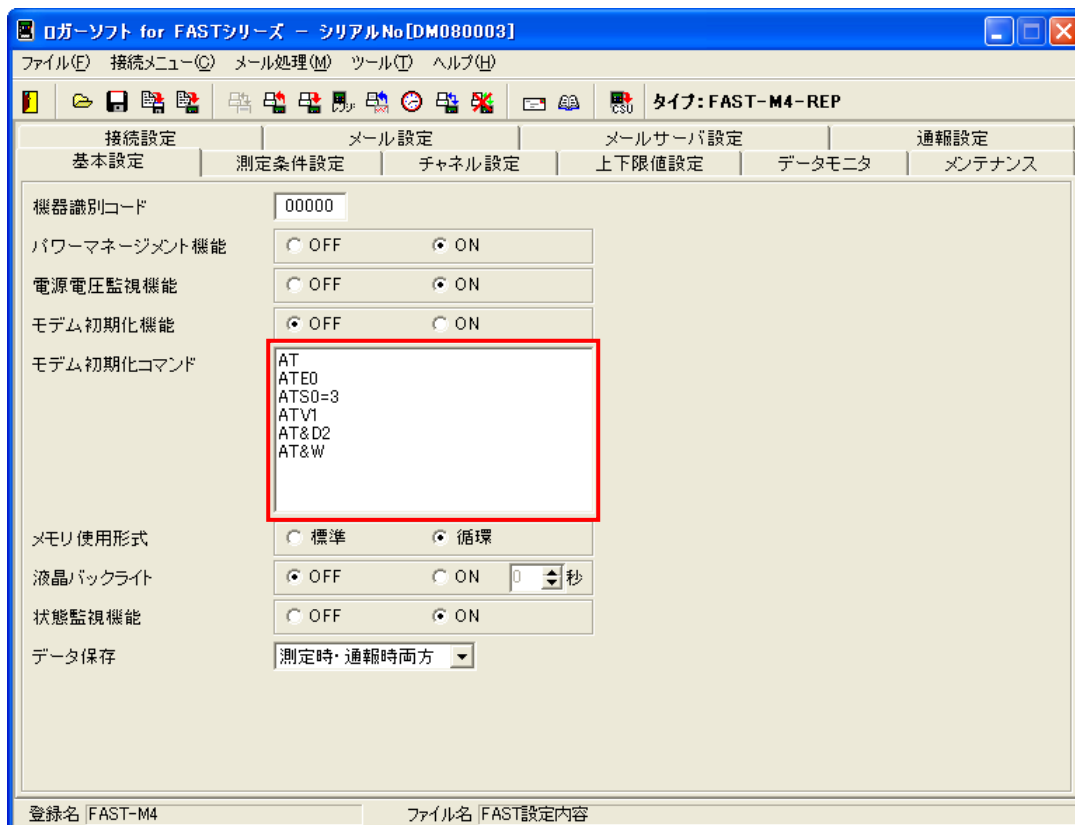 ロガーソフト for FASTシリーズ － シリアルNo[DM080003]
ファイル(F) 接続メニュー(C) メール処理(M) ツール(T) ヘルプ(H)
タイプ:FAST-M4-REP
接続設定 メール設定 メールサーバ設定 通報設定
基本設定 測定条件設定 チャネル設定 上下限値設定 データモニタ メンテナンス
機器識別コード 00000
パワーマネージメント機能 OFF ON
電源電圧監視機能 OFF ON
モデム初期化機能 OFF ON
モデム初期化コマンド
AT
ATE0
ATS0=3
ATV1
AT&D2
AT&W
メモリ使用形式 標準 循環
液晶バックライト OFF ON 0 秒
状態監視機能 OFF ON
データ保存 測定時・通報時両方
登録名 FAST-M4 ファイル名 FAST設定内容